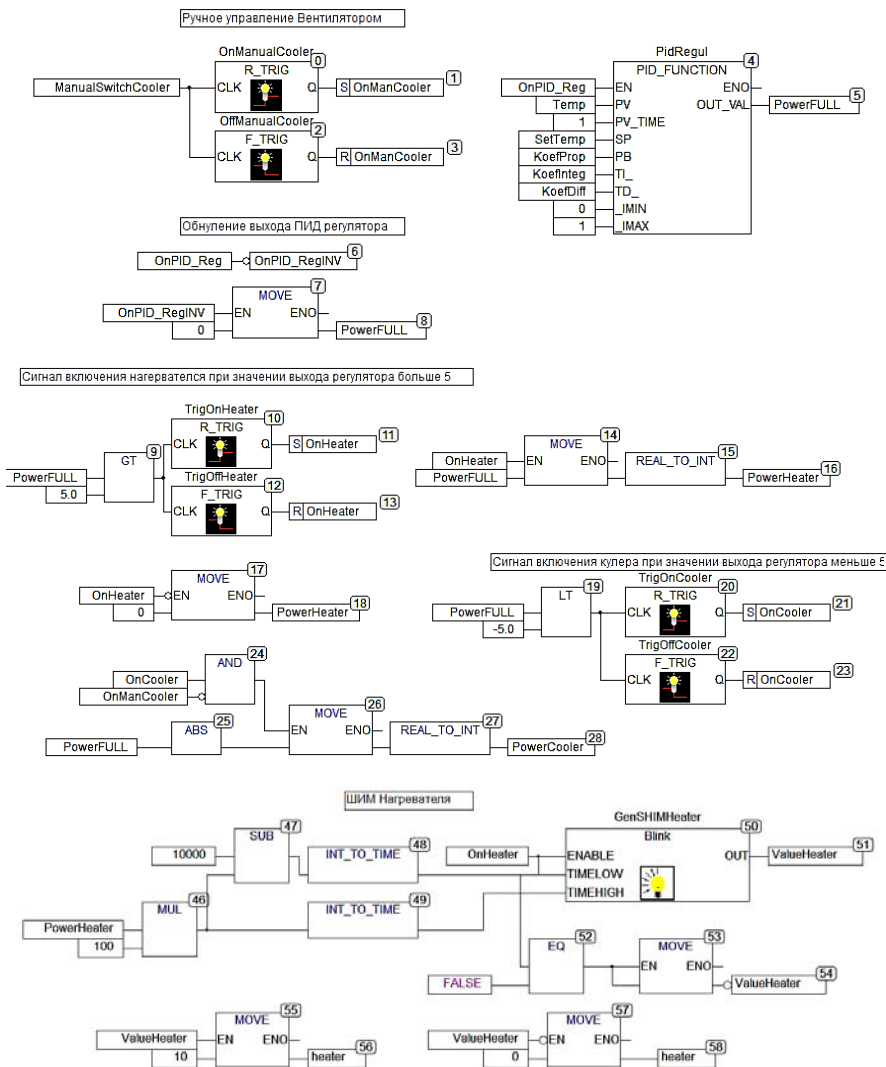 Ручное управление Вентилятором
OnManualCooler
R_TRIG
0
ManualSwitchCooler
CLK
Q
S
OnManCooler
1
OffManualCooler
F_TRIG
2
CLK
Q
R
OnManCooler
3
PidRegul
PID_FUNCTION
4
OnPID_Reg
EN
ENO
Temp
PV
OUT_VAL
PowerFULL
5
1
PV_TIME
SetTemp
SP
KoefProp
PB
KoefInteg
TI_
KoefDiff
TD_
0
_IMIN
1
_IMAX
Обнуление выхода ПИД регулятора
OnPID_Reg
OnPID_RegINV
6
MOVE
7
OnPID_RegINV
EN
ENO
0
PowerFULL
8
Сигнал включения нагервателся при значении выхода регулятора больше 5
TrigOnHeater
R_TRIG
10
CLK
Q
S
OnHeater
11
GT
9
PowerFULL
5.0
TrigOffHeater
F_TRIG
12
CLK
Q
R
OnHeater
13
MOVE
14
OnHeater
EN
ENO
PowerFULL
REAL_TO_INT
15
PowerHeater
16
MOVE
17
OnHeater
EN
ENO
0
PowerHeater
18
Сигнал включения кулера при значении выхода регулятора меньше 5
LT
19
PowerFULL
-5.0
TrigOnCooler
R_TRIG
20
CLK
Q
S
OnCooler
21
TrigOffCooler
F_TRIG
22
CLK
Q
R
OnCooler
23
AND
24
OnCooler
OnManCooler
ABS
25
PowerFULL
MOVE
26
EN
ENO
REAL_TO_INT
27
PowerCooler
28
ШИМ Нагревателя
SUB
47
10000
INT_TO_TIME
48
MUL
46
PowerHeater
100
INT_TO_TIME
49
GenSHIMHeater
Blink
50
OnHeater
ENABLE
OUT
ValueHeater
51
TIMELOW
TIMEHIGH
EQ
52
FALSE
MOVE
53
EN
ENO
ValueHeater
54
MOVE
55
ValueHeater
EN
ENO
10
heater
56
MOVE
57
ValueHeater
EN
ENO
0
heater
58